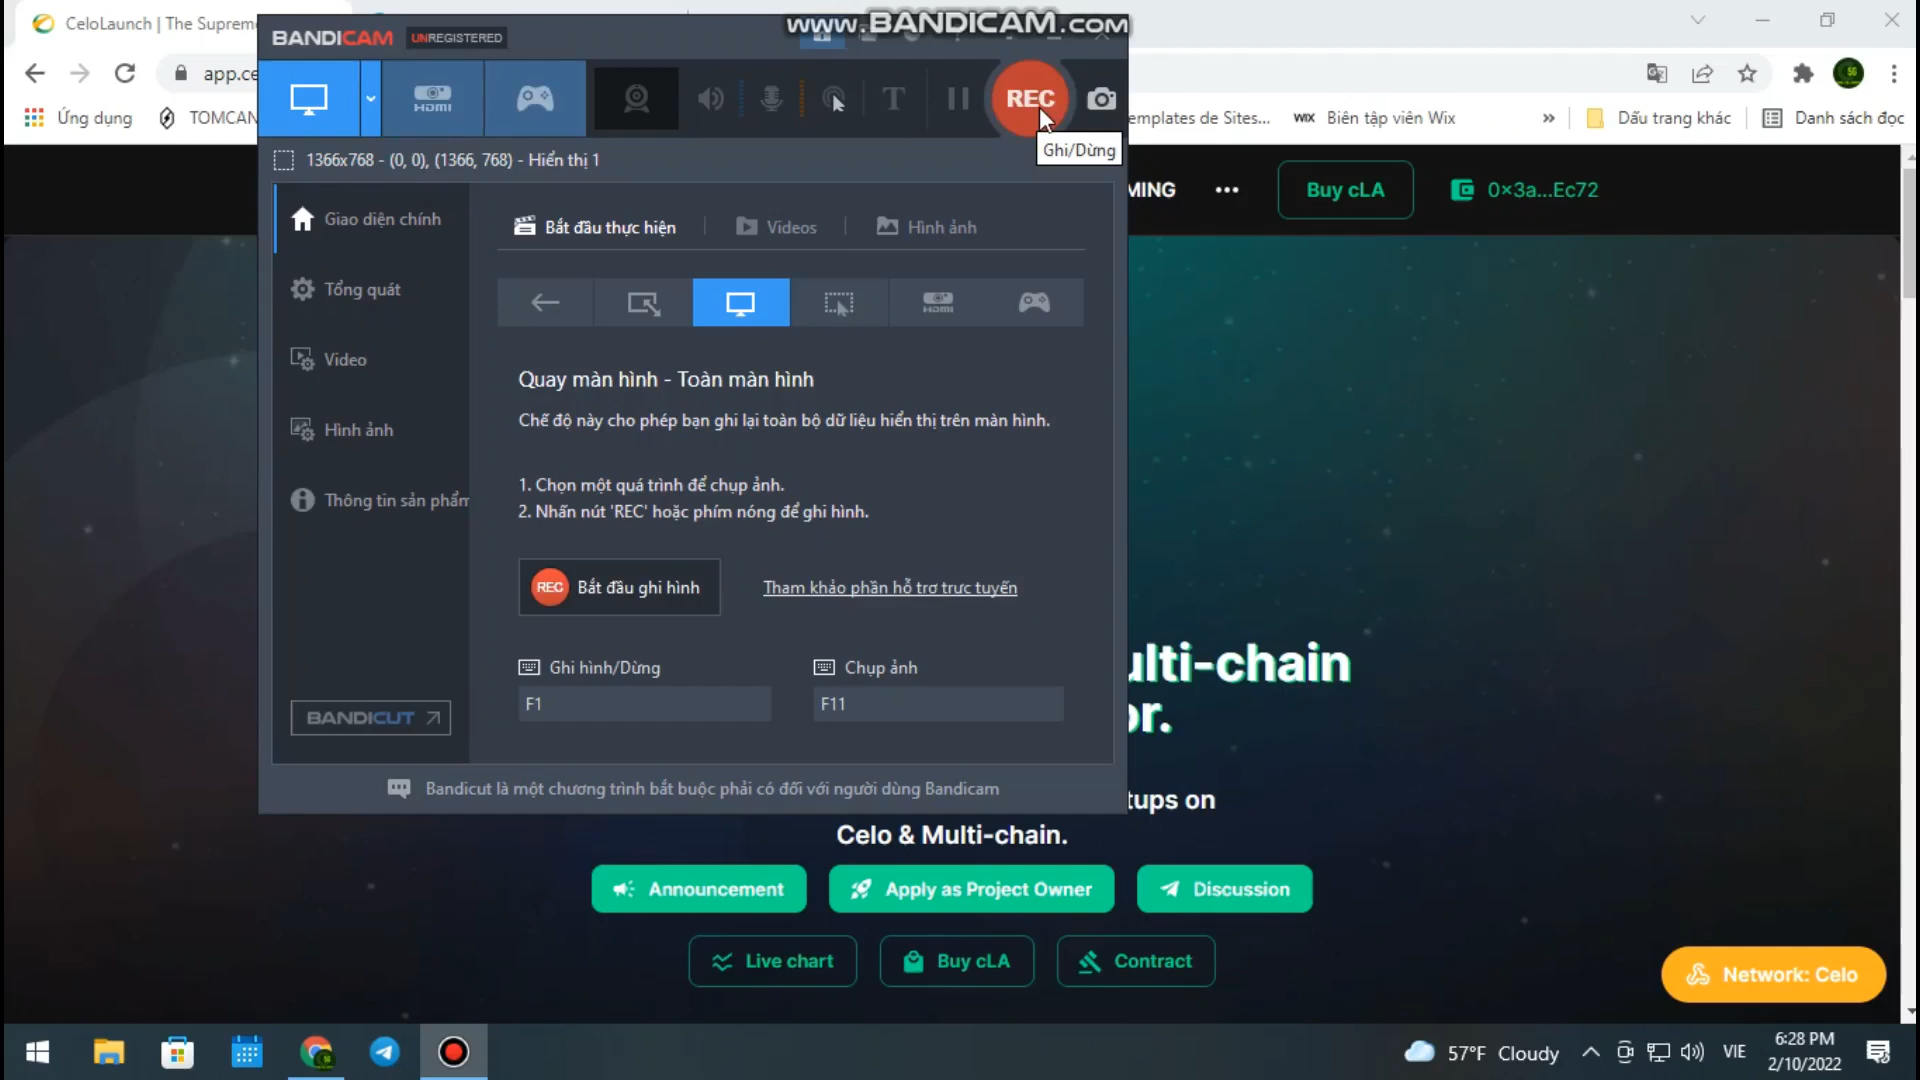 CeloLaunch | The Suprem
BANDICAM UNREGISTERED
www.BANDICAM.com
app.ce
HDMI
T
REC
Ghi/Dừng
Ứng dụng
TOMCAN
emplates de Sites...
WIX Biên tập viên Wix
»
Dấu trang khác
Danh sách đọc
1366x768 - (0, 0), (1366, 768) - Hiển thị 1
MING
Buy cLA
0×3a...Ec72
Giao diện chính
Tổng quát
Video
Hình ảnh
Thông tin sản phẩm
BANDICUT
Bắt đầu thực hiện
Videos
Hình ảnh
HDMI
Quay màn hình - Toàn màn hình
Chế độ này cho phép bạn ghi lại toàn bộ dữ liệu hiển thị trên màn hình.
1. Chọn một quá trình để chụp ảnh.
2. Nhấn nút 'REC' hoặc phím nóng để ghi hình.
REC Bắt đầu ghi hình
Tham khảo phần hỗ trợ trực tuyến
Ghi hình/Dừng
Chụp ảnh
F1
F11
Bandicut là một chương trình bắt buộc phải có đối với người dùng Bandicam
ulti-chain
or.
tups on
Celo & Multi-chain.
Announcement
Apply as Project Owner
Discussion
Live chart
Buy cLA
Contract
Network: Celo
57°F Cloudy
VIE
6:28 PM
2/10/2022